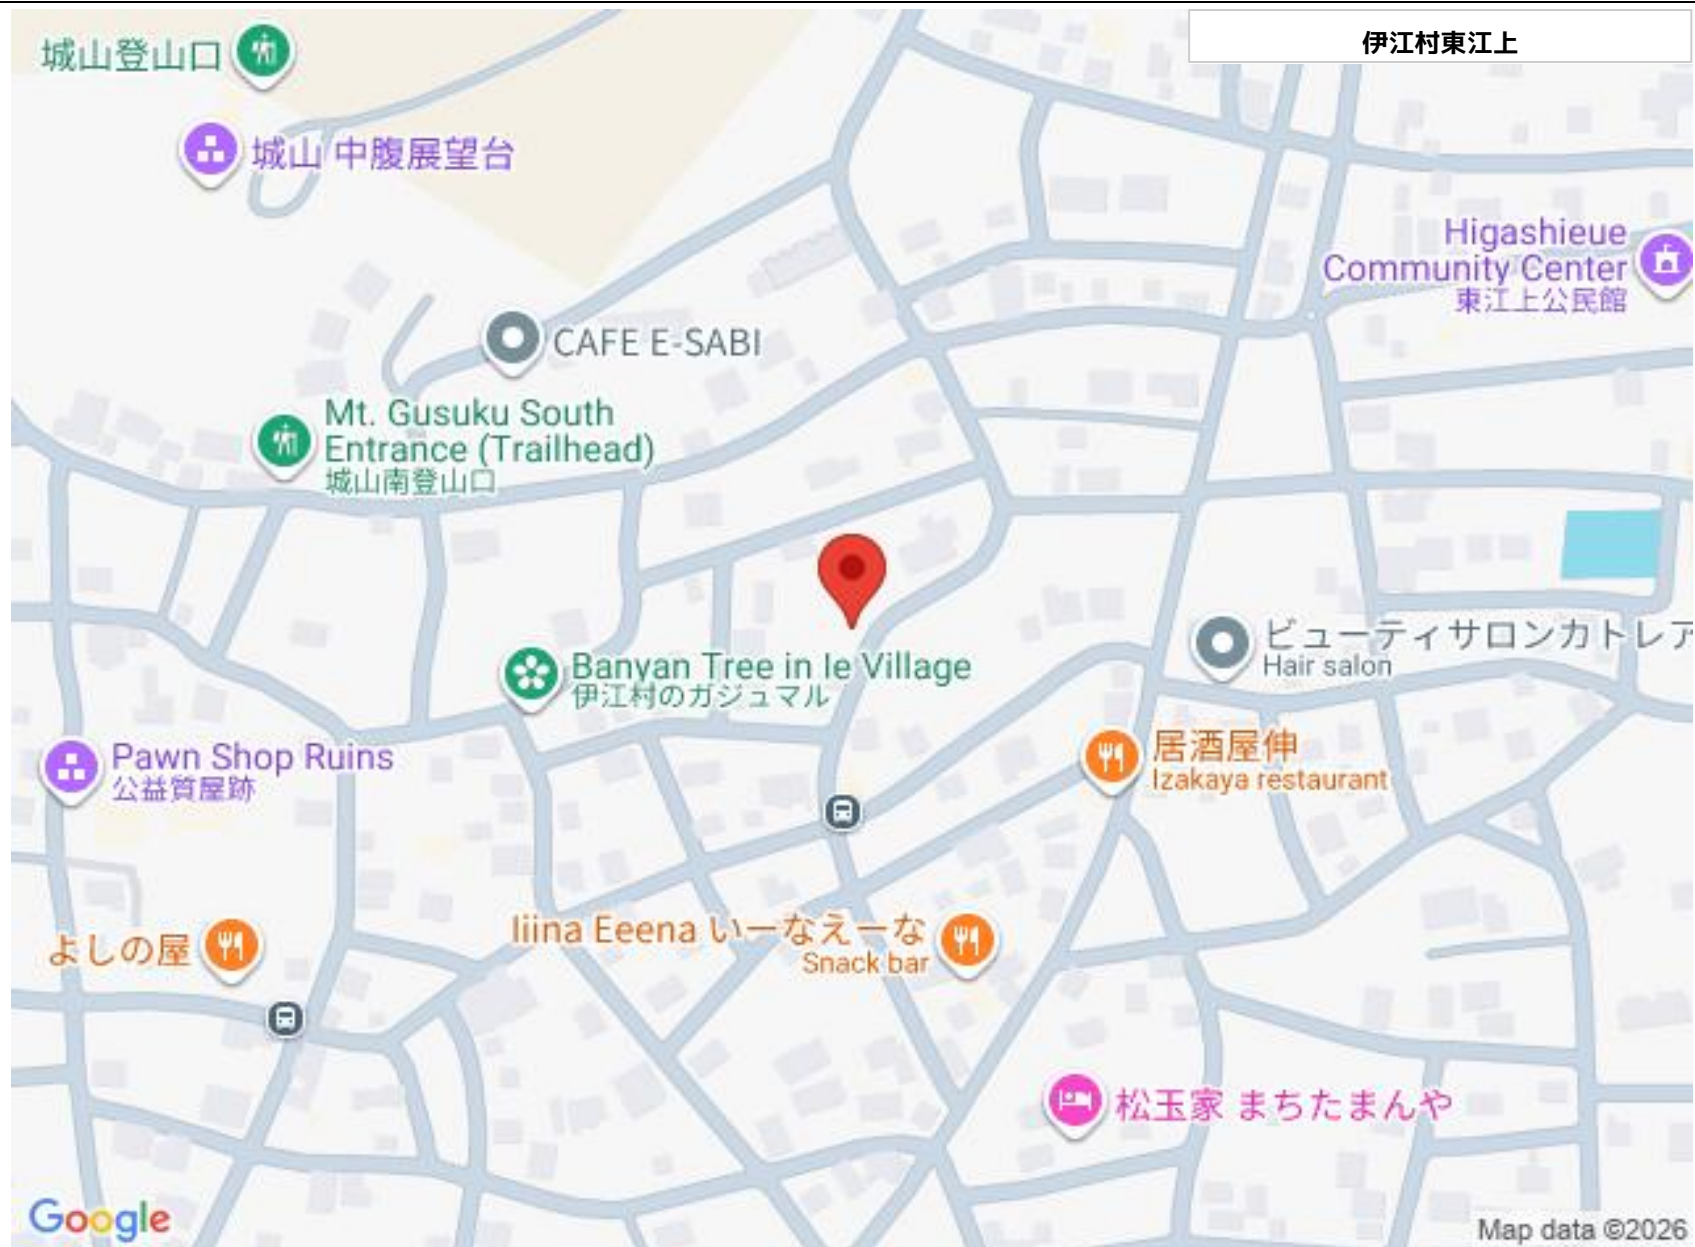 伊江村東江上
城山登山口
城山 中腹展望台
Higashieue
Community Center
東江上公民館
CAFE E-SABI
Mt. Gusuku South
Entrance (Trailhead)
城山南登山口
ビューティサロンカトレア
Hair salon
Banyan Tree in Ie Village
伊江村のガジュマル
Pawn Shop Ruins
公益質屋跡
居酒屋伸
Izakaya restaurant
よしの屋
Iiina Eeena いーなえーな
Snack bar
松玉家 まちたまんや
Google
Map data ©2026